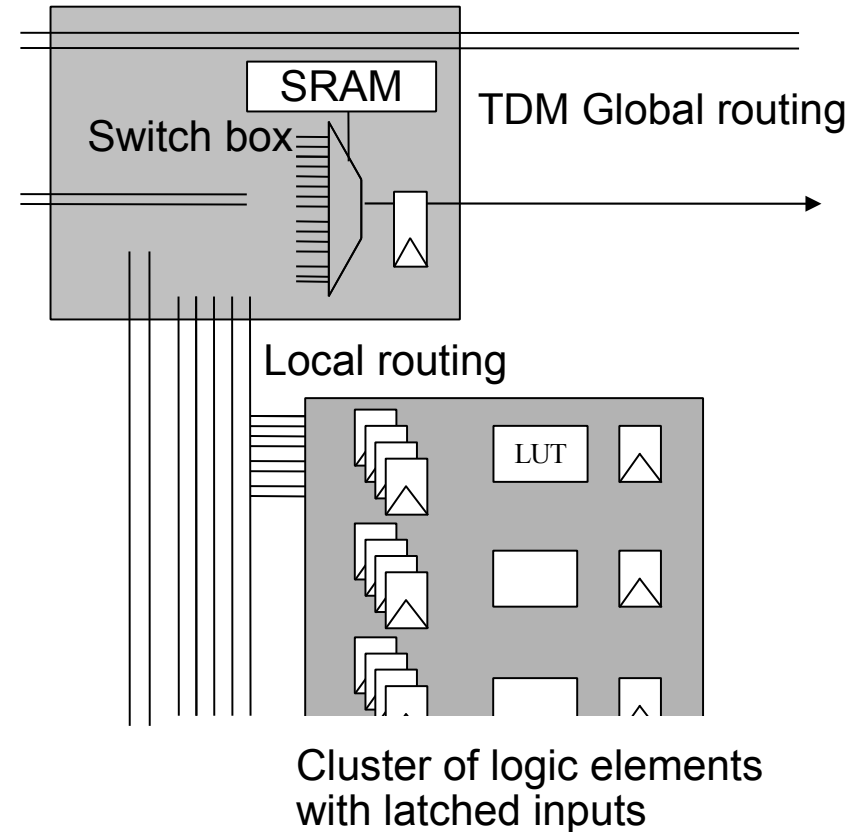 SRAM
TDM Global routing
Switch box
Local routing
LUT
Cluster of logic elements
with latched inputs